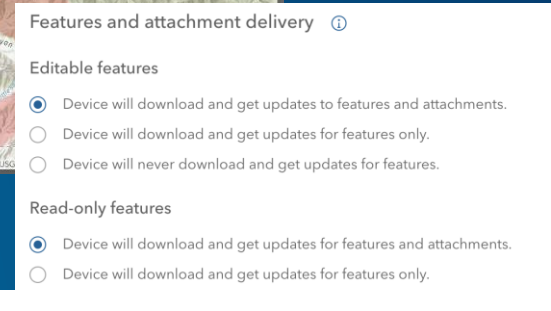 Features and attachment delivery
Editable features
Device will download and get updates to features and attachments.
Device will download and get updates for features only.
Device will never download and get updates for features.
USG
Read-only features
Device will download and get updates for features and attachments.
Device will download and get updates for features only.